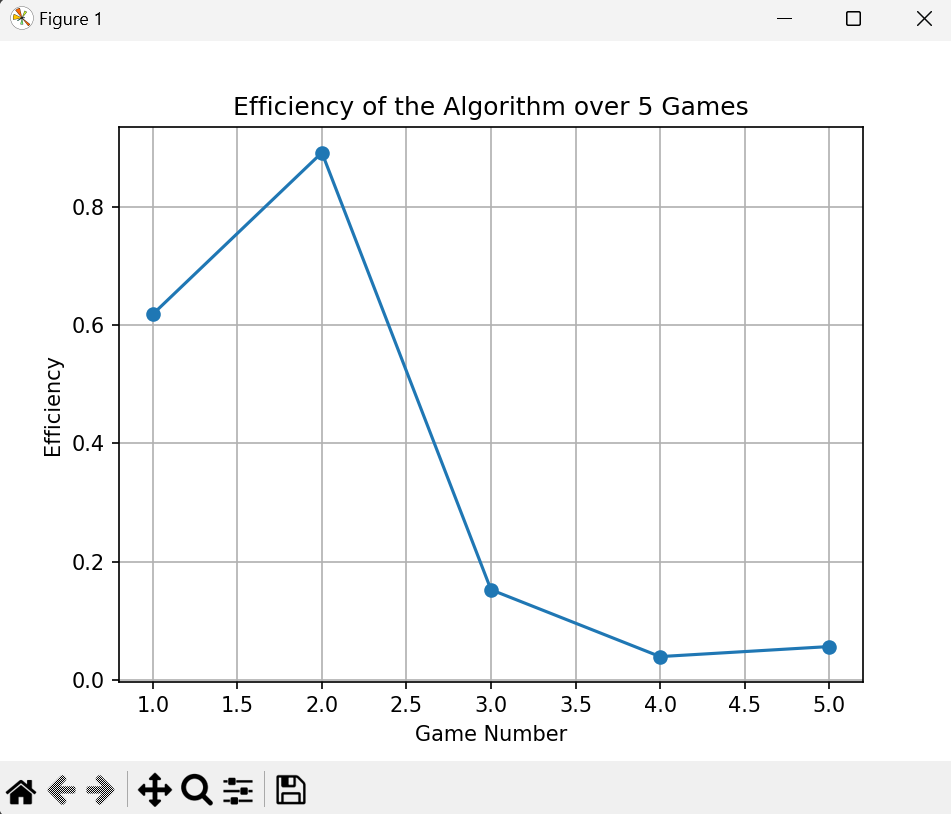 Figure 1
Efficiency of the Algorithm over 5 Games
Efficiency
0.8
0.6
0.4
0.2
0.0
1.0 1.5 2.0 2.5 3.0 3.5 4.0 4.5 5.0
Game Number